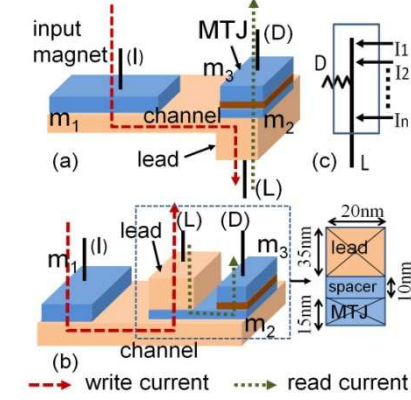 input
magnet
(I)
MTJ
(D)
m3
m1
channel
m2
lead
(a)
(L)
(c)
D
I1
I2
In
L
20nm
35nm
lead
spacer
10nm
15nm
MTJ
m1
(I)
lead
(L)
(D)
m3
m2
(b)
channel
write current
read current